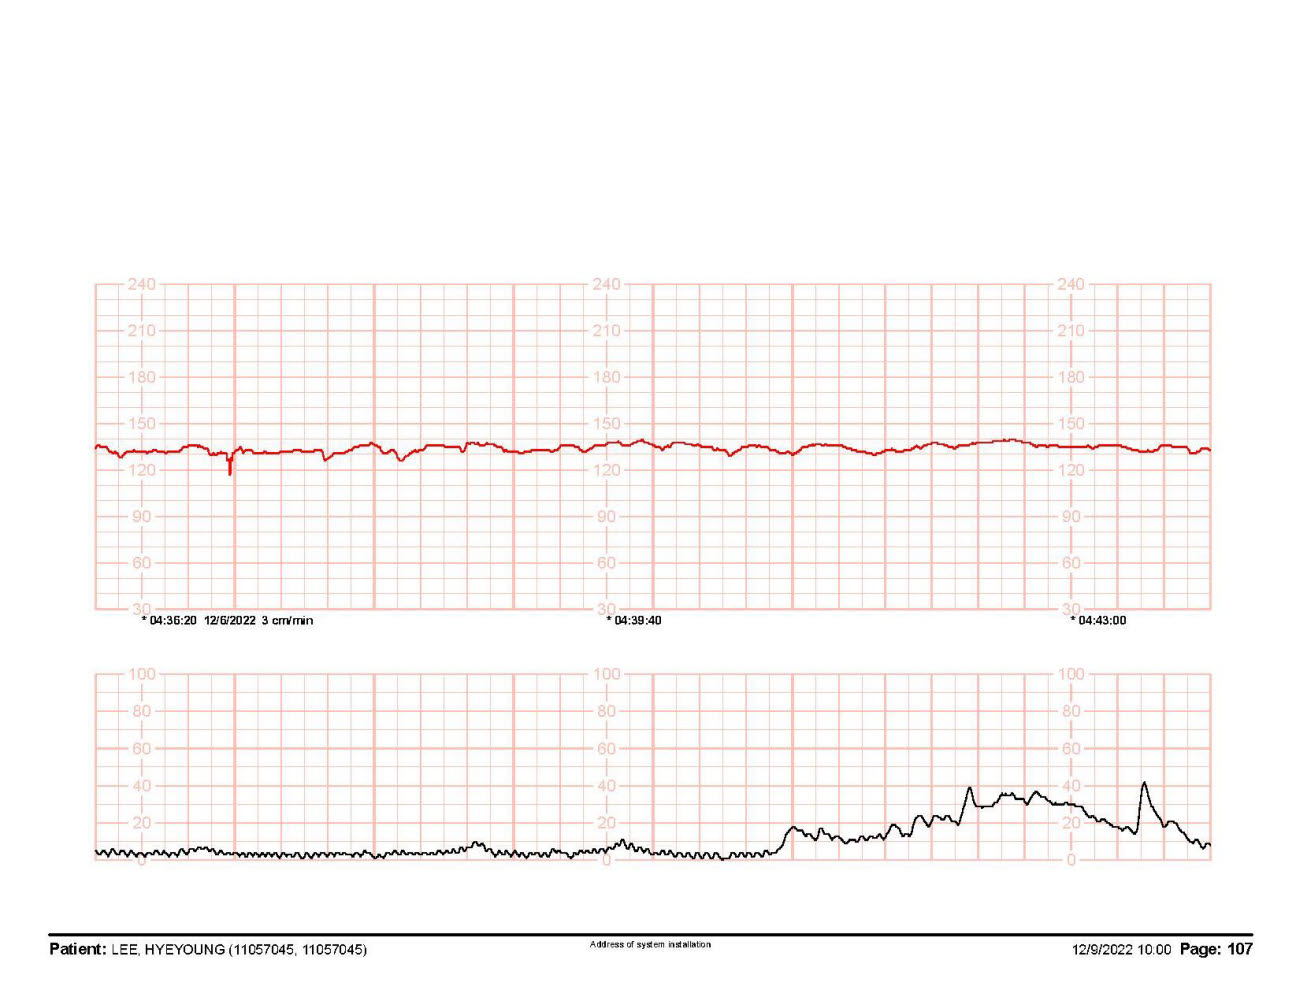 240 240 240
210 210 210
180 180 180
150 150 150
120 120 120
90 90 90
60 60 60
30 30 30
* 04:36:20 12/6/2022 3 cm/min * 04:39:40 * 04:43:00
100 100 100
80 80 80
60 60 60
40 40 40
20 20 20
0 0 0
Patient: LEE, HYEYOUNG (11057045, 11057045) Address of system installation 12/9/2022 10:00 Page: 107